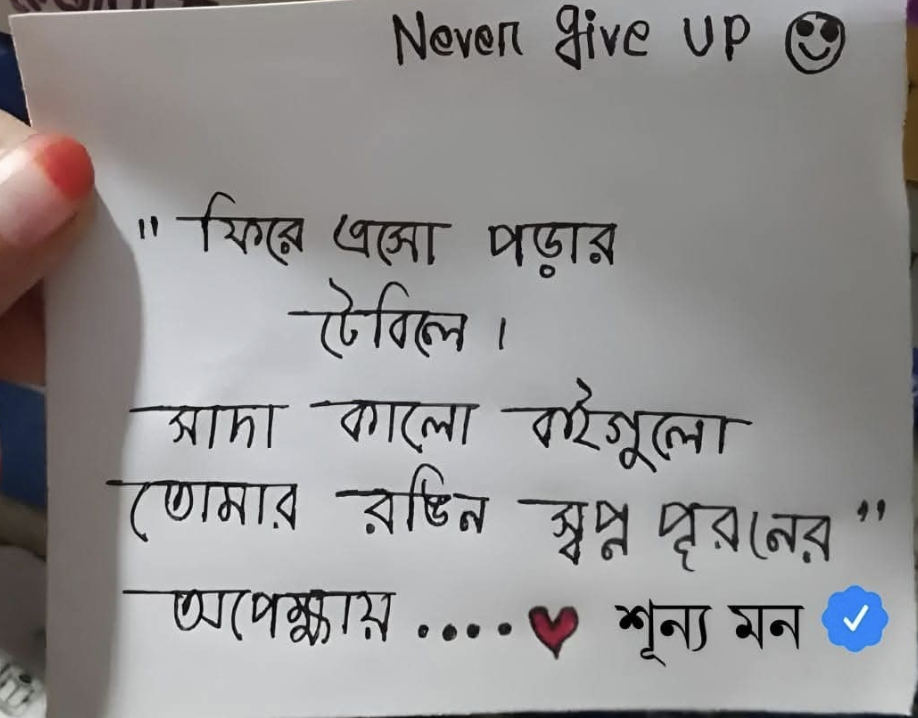 Never give up
" ফিরে এসো পড়ার
টেবিলে ।
সাদা কালো বইগুলো
তোমার রঙিন স্বপ্ন পূরনের "
অপেক্ষায় .... শূন্য মন